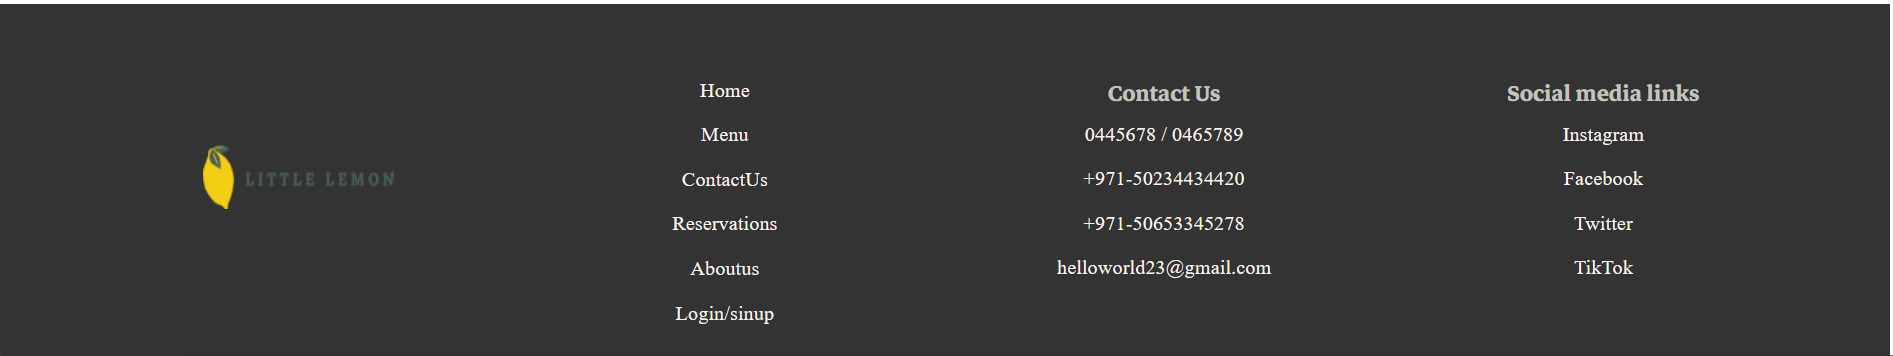 LITTLE LEMON
Home
Menu
ContactUs
Reservations
Aboutus
Login/sinup
Contact Us
0445678 / 0465789
+971-50234434420
+971-50653345278
helloworld23@gmail.com
Social media links
Instagram
Facebook
Twitter
TikTok